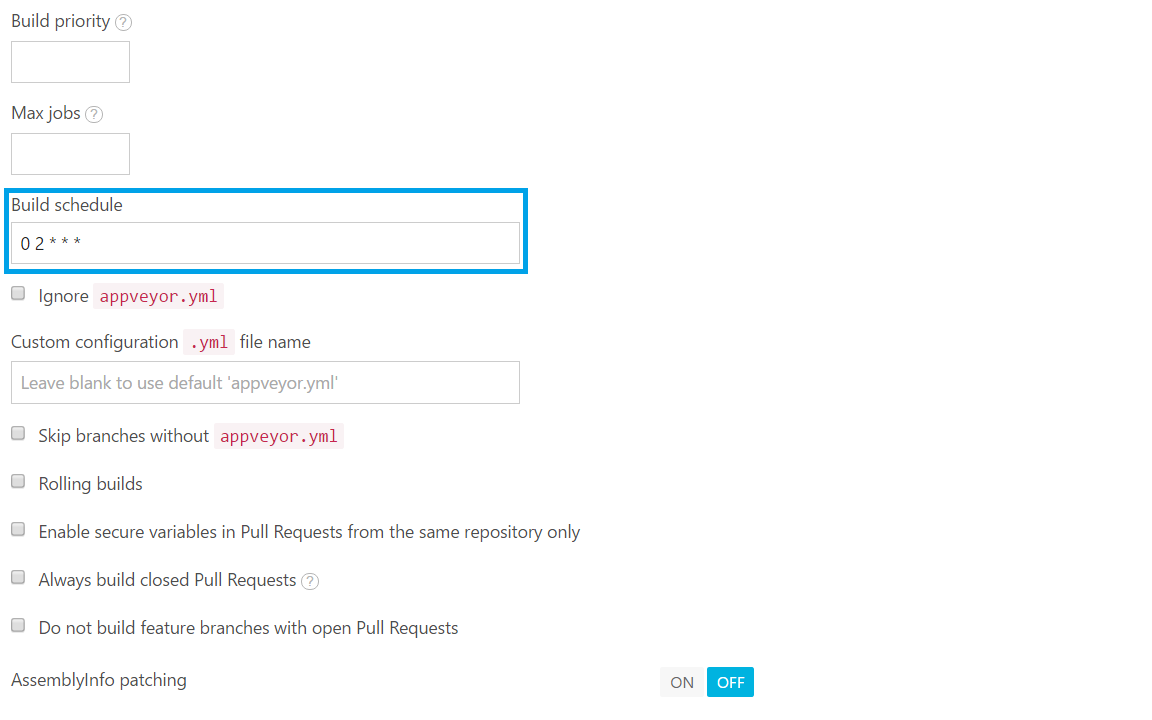 Build priority ?
Max jobs ?
Build schedule
0 2 * * *
Ignore appveyor.yml
Custom configuration .yml file name
Leave blank to use default 'appveyor.yml'
Skip branches without appveyor.yml
Rolling builds
Enable secure variables in Pull Requests from the same repository only
Always build closed Pull Requests ?
Do not build feature branches with open Pull Requests
AssemblyInfo patching ON OFF